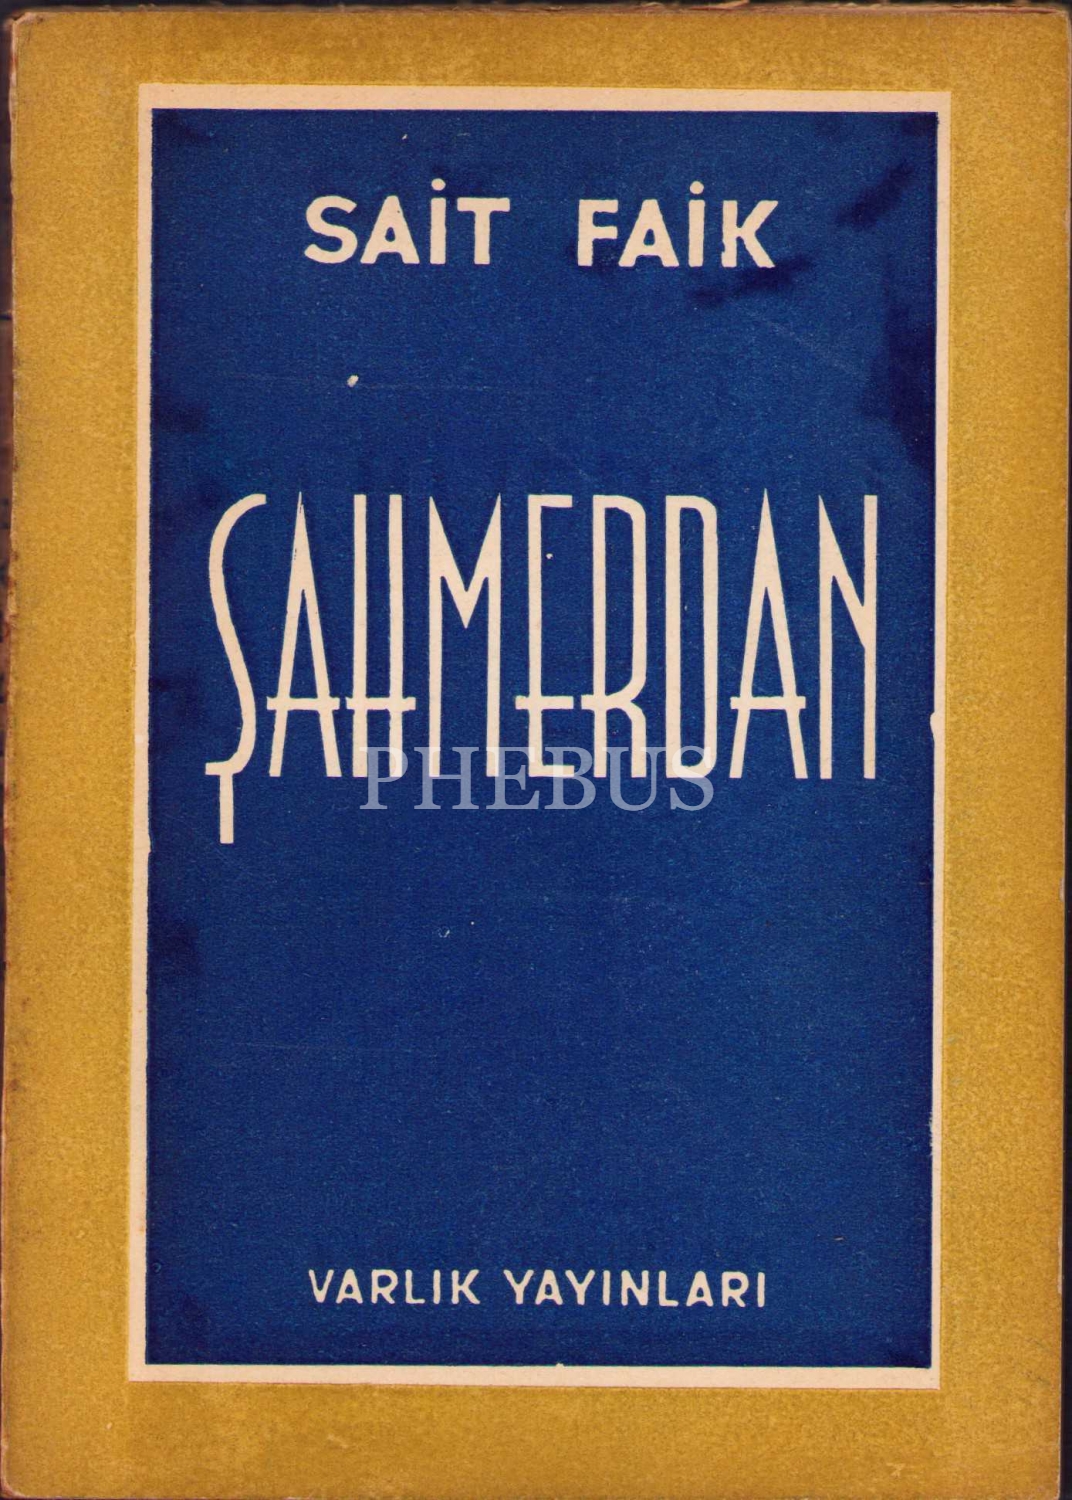 SAİT FAİK
ŞAHMERDAN
PHEBUS
VARLIK YAYINLARI